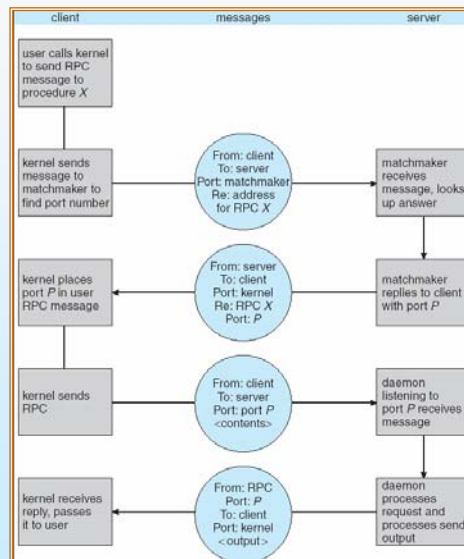 client messages server
user calls kernel
to send RPC
message to
procedure X
kernel sends
message to
matchmaker to
find port number
From: client
To: server
Port: matchmaker
Re: address
for RPC X
matchmaker
receives
message, looks
up answer
kernel places
port P in user
RPC message
From: server
To: client
Port: kernel
Re: RPC X
Port: P
matchmaker
replies to client
with port P
kernel sends
RPC
From: client
To: server
Port: port P
<contents>
daemon
listening to
port P receives
message
kernel receives
reply, passes
it to user
From: RPC
Port: P
To: client
Port: kernel
<output>
daemon
processes
request and
processes send
output